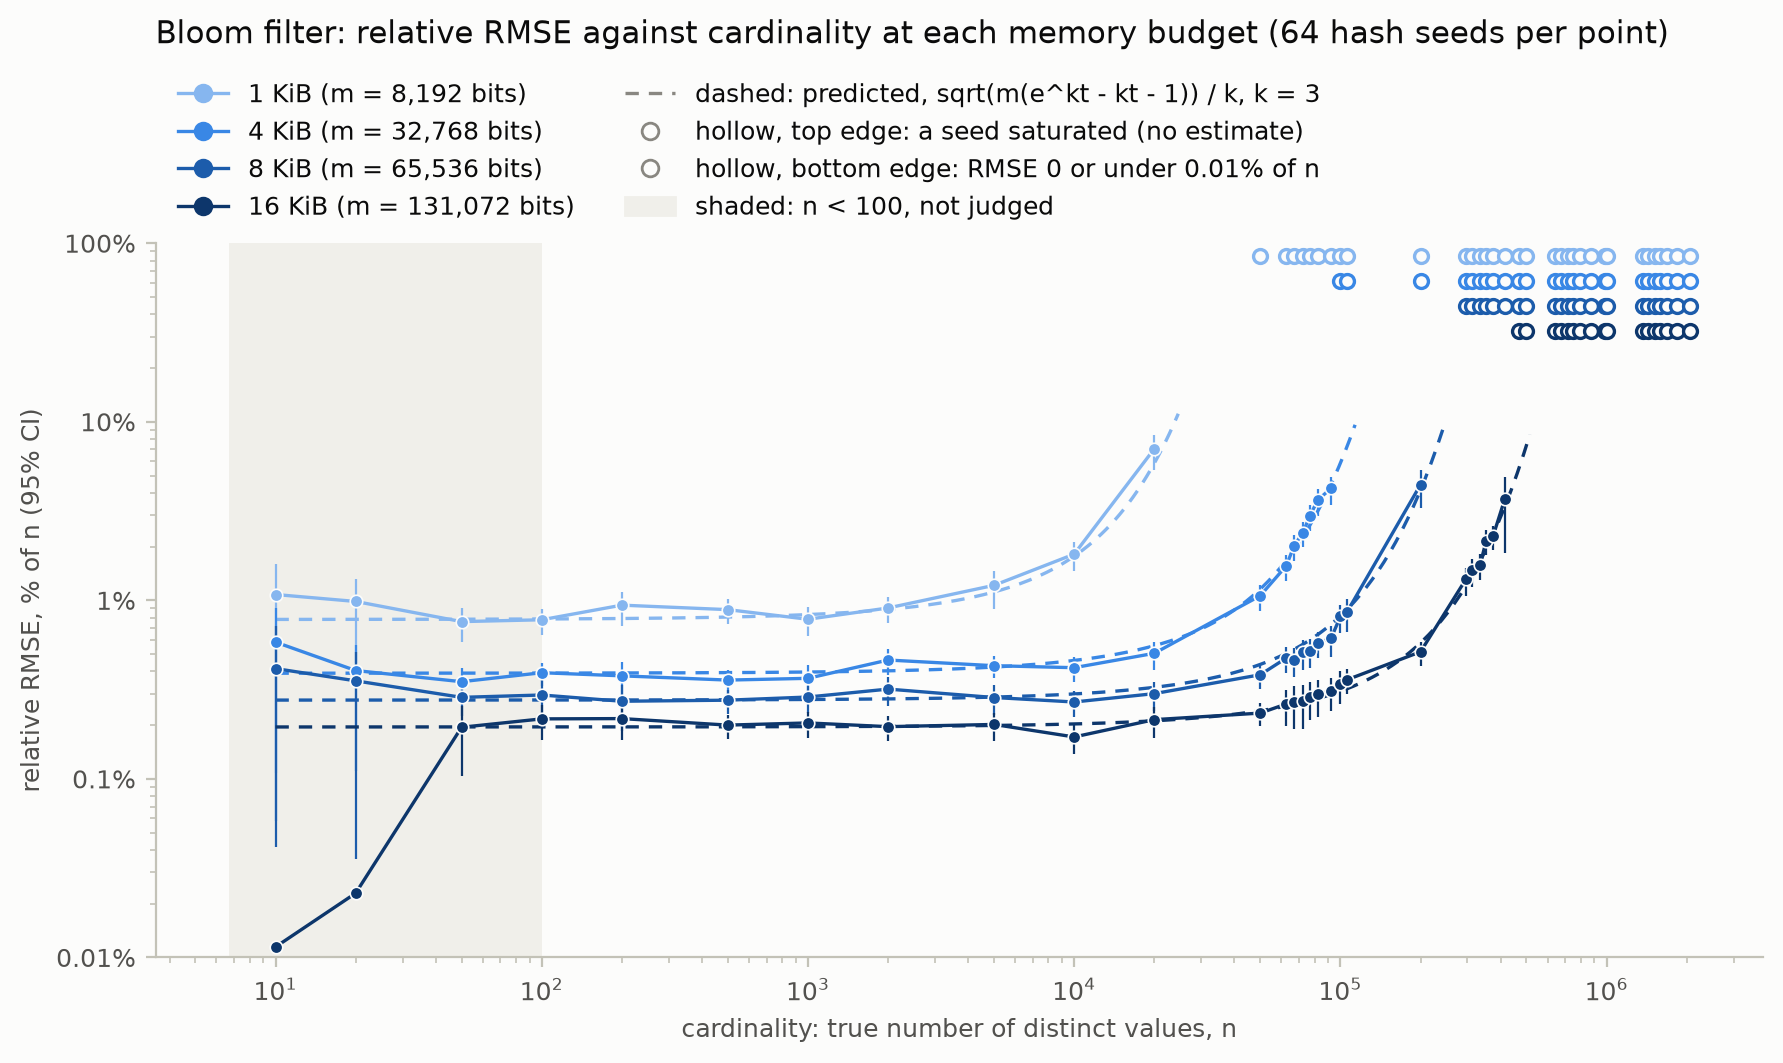 Bloom filter: relative RMSE against cardinality at each memory budget (64 hash seeds per point)
1 KiB (m = 8,192 bits)
4 KiB (m = 32,768 bits)
8 KiB (m = 65,536 bits)
16 KiB (m = 131,072 bits)
dashed: predicted, sqrt(m(e^kt - kt - 1)) / k, k = 3
hollow, top edge: a seed saturated (no estimate)
hollow, bottom edge: RMSE 0 or under 0.01% of n
shaded: n < 100, not judged
relative RMSE, % of n (95% CI)
100%
10%
1%
0.1%
0.01%
10¹
10²
10³
10⁴
10⁵
10⁶
cardinality: true number of distinct values, n